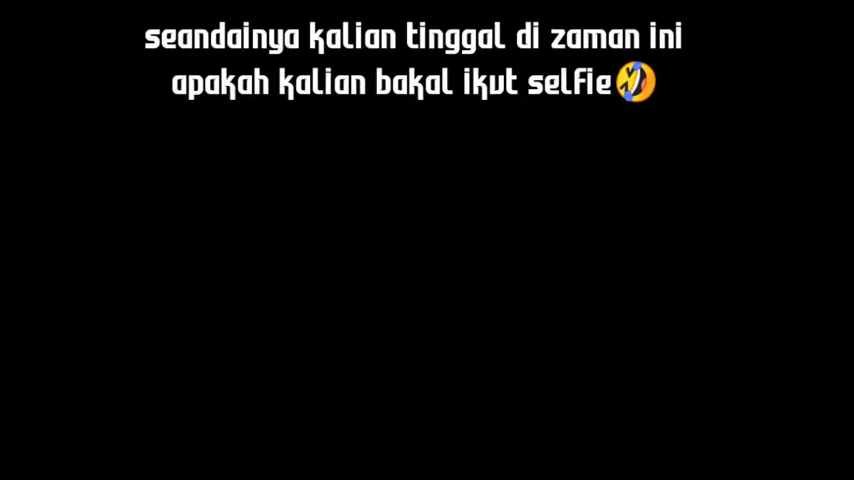 seandainya kalian tinggal di zaman ini
apakah kalian bakal ikut selfie🤣